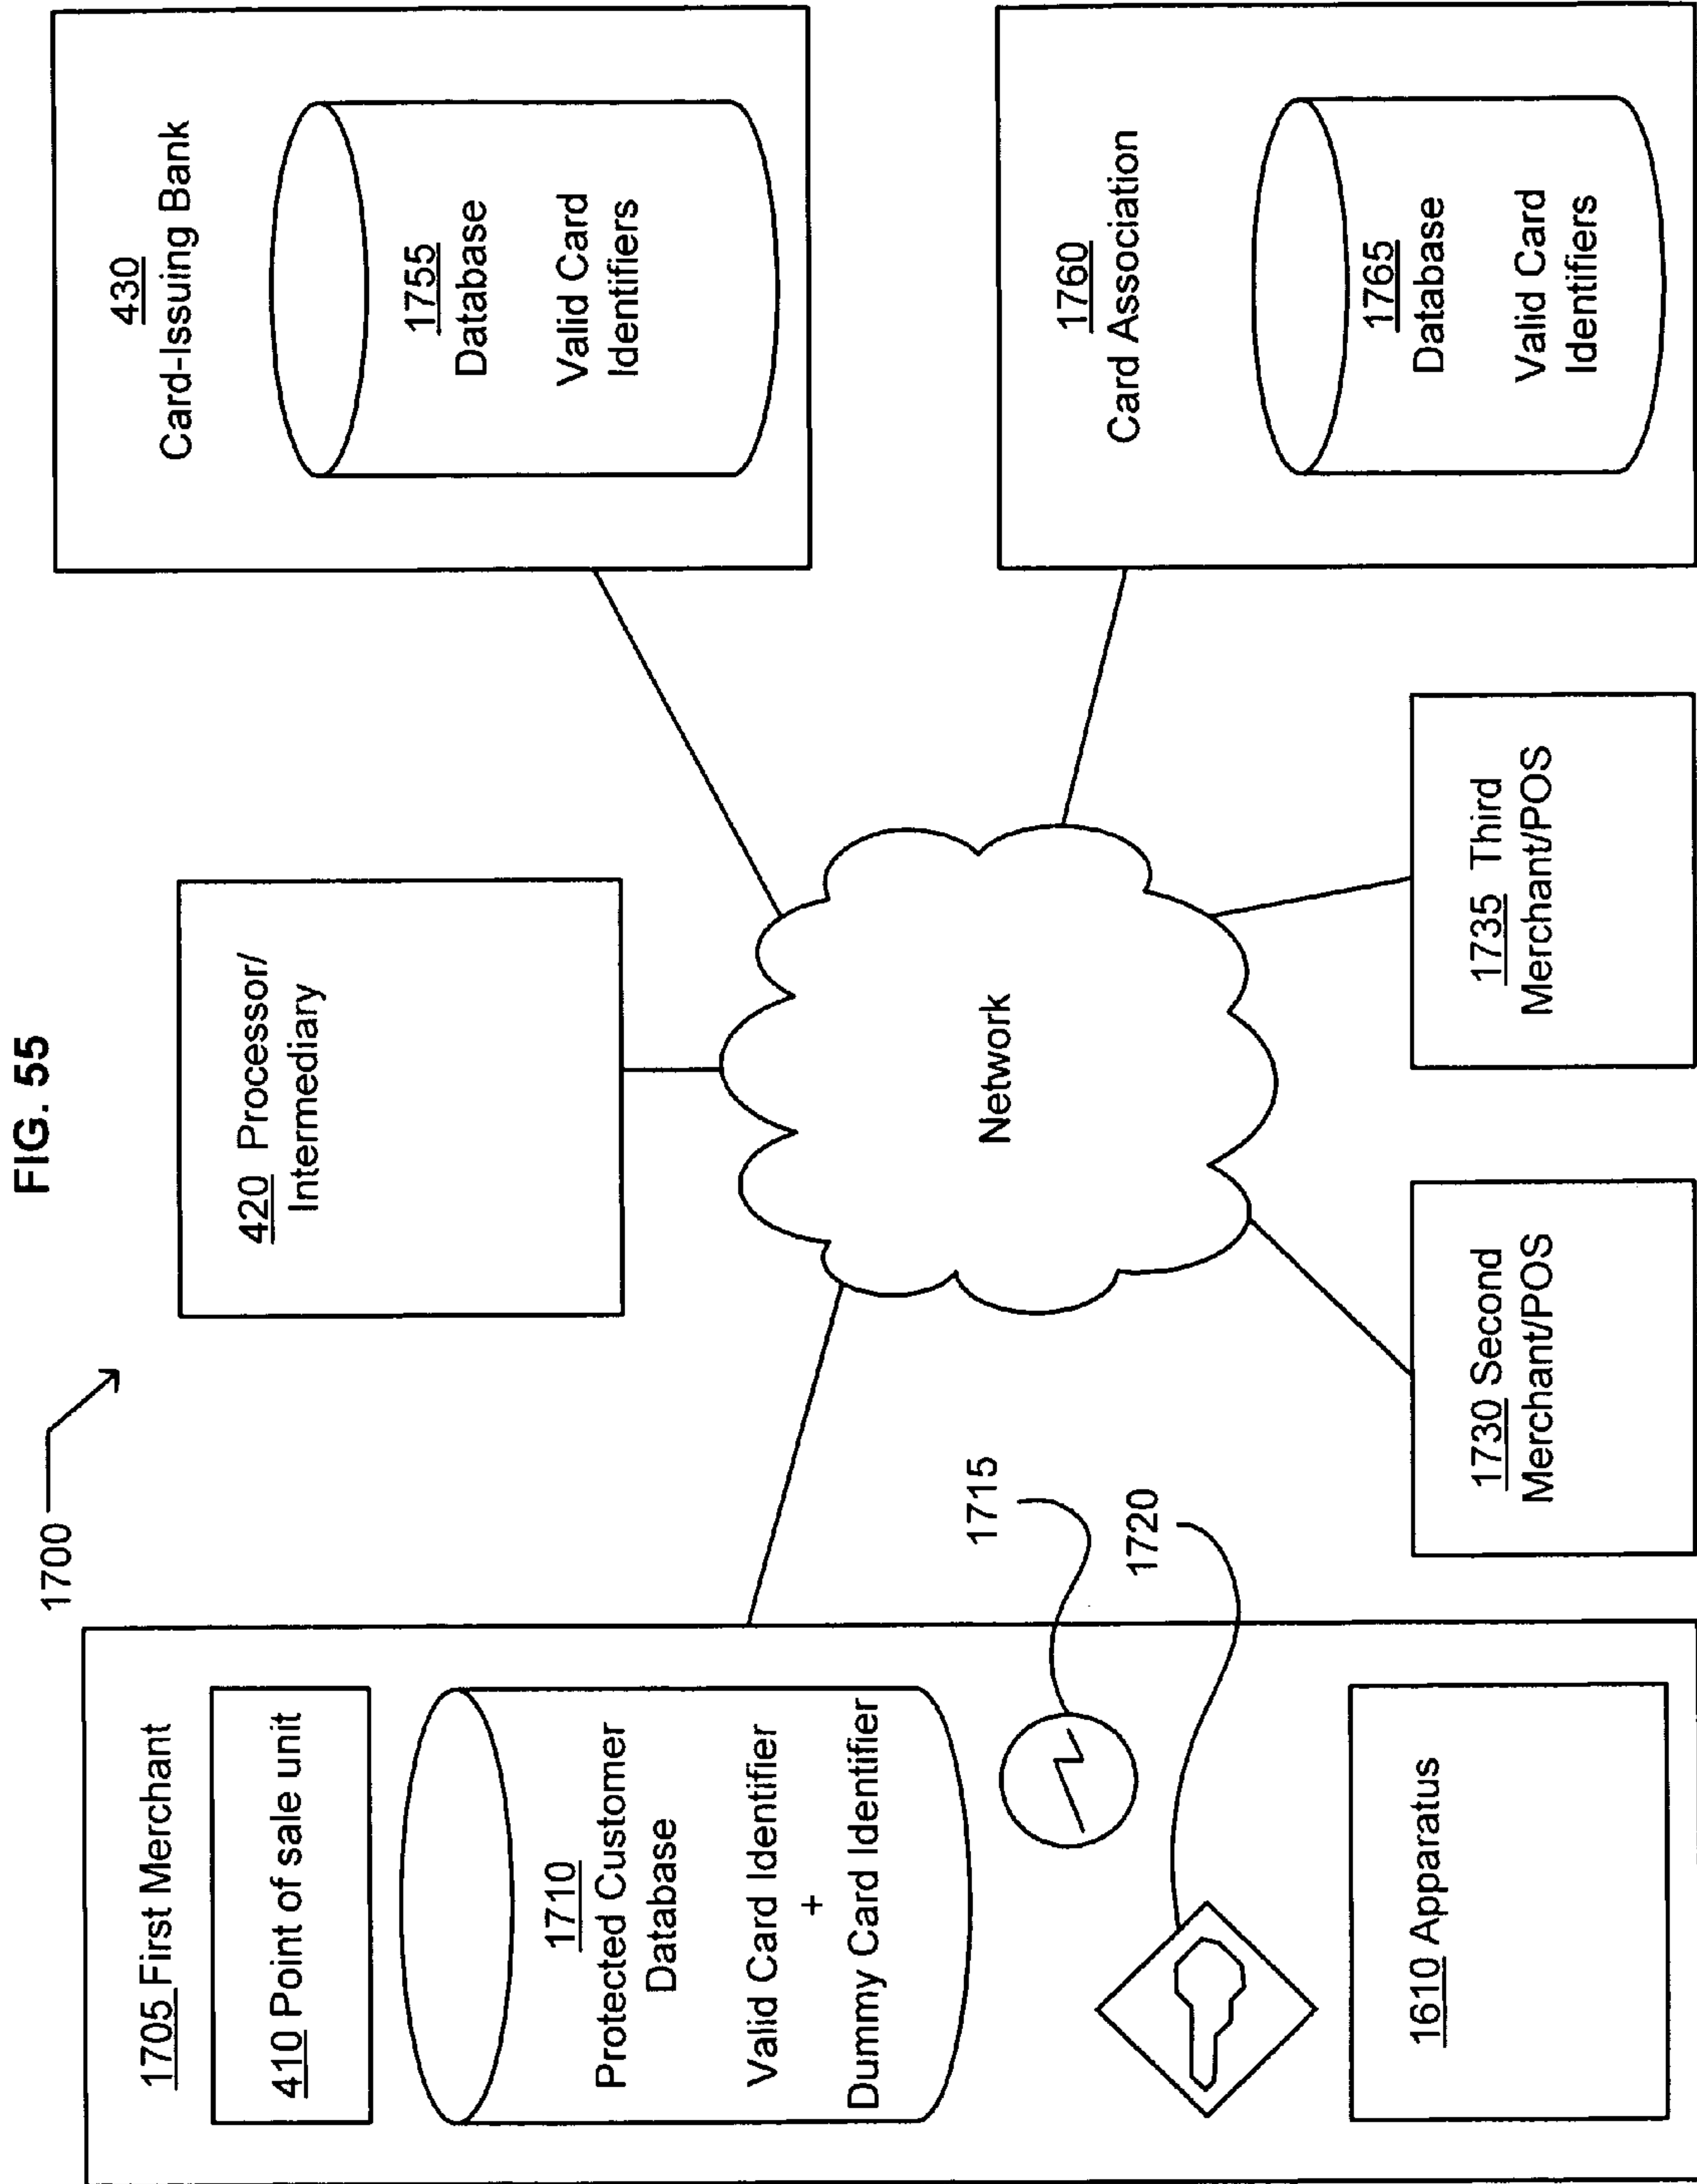 FIG. 55
1700
1705 First Merchant
410 Point of sale unit
1710
Protected Customer
Database
Valid Card Identifier
+
Dummy Card Identifier
1715
1720
1610 Apparatus
420 Processor/
Intermediary
Network
1730 Second
Merchant/POS
1735 Third
Merchant/POS
430
Card-Issuing Bank
1755
Database
Valid Card
Identifiers
1760
Card Association
1765
Database
Valid Card
Identifiers